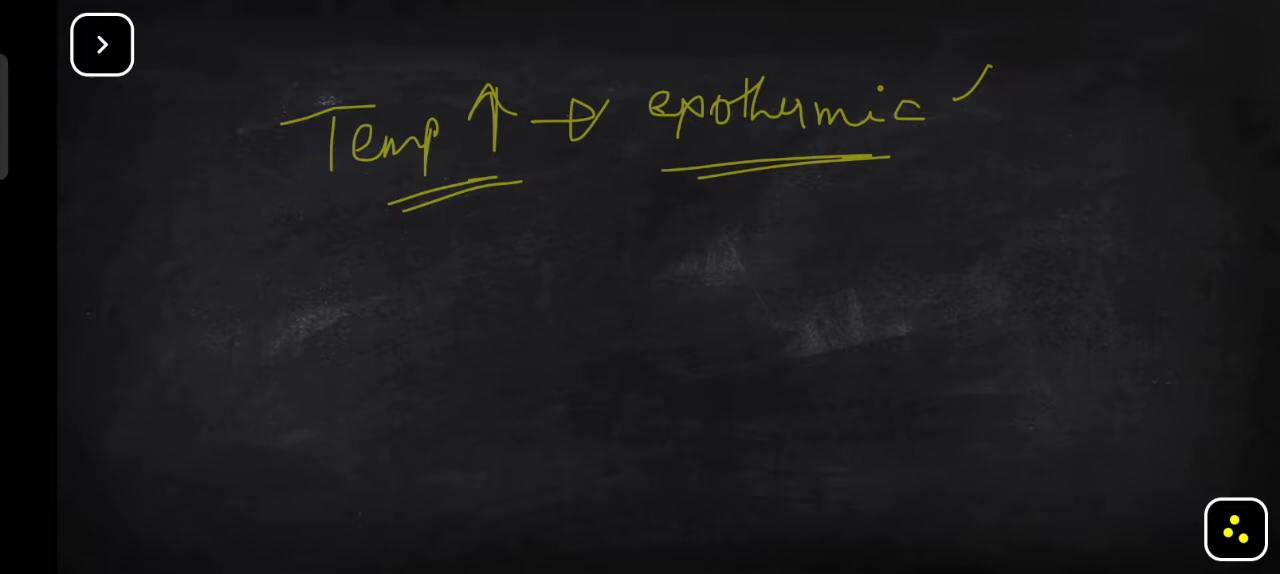 Temp ↑ → exothermic ✓